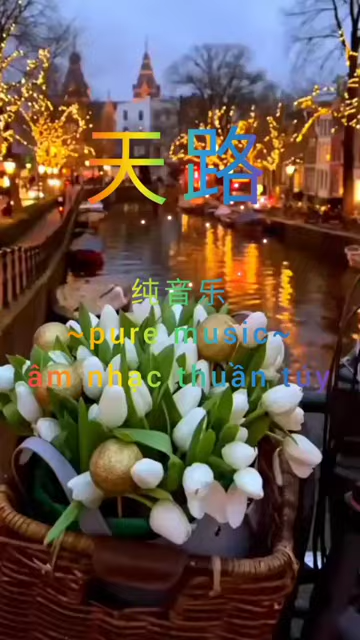 天路
纯音乐
~pure music~
âm nhạc thuần túy